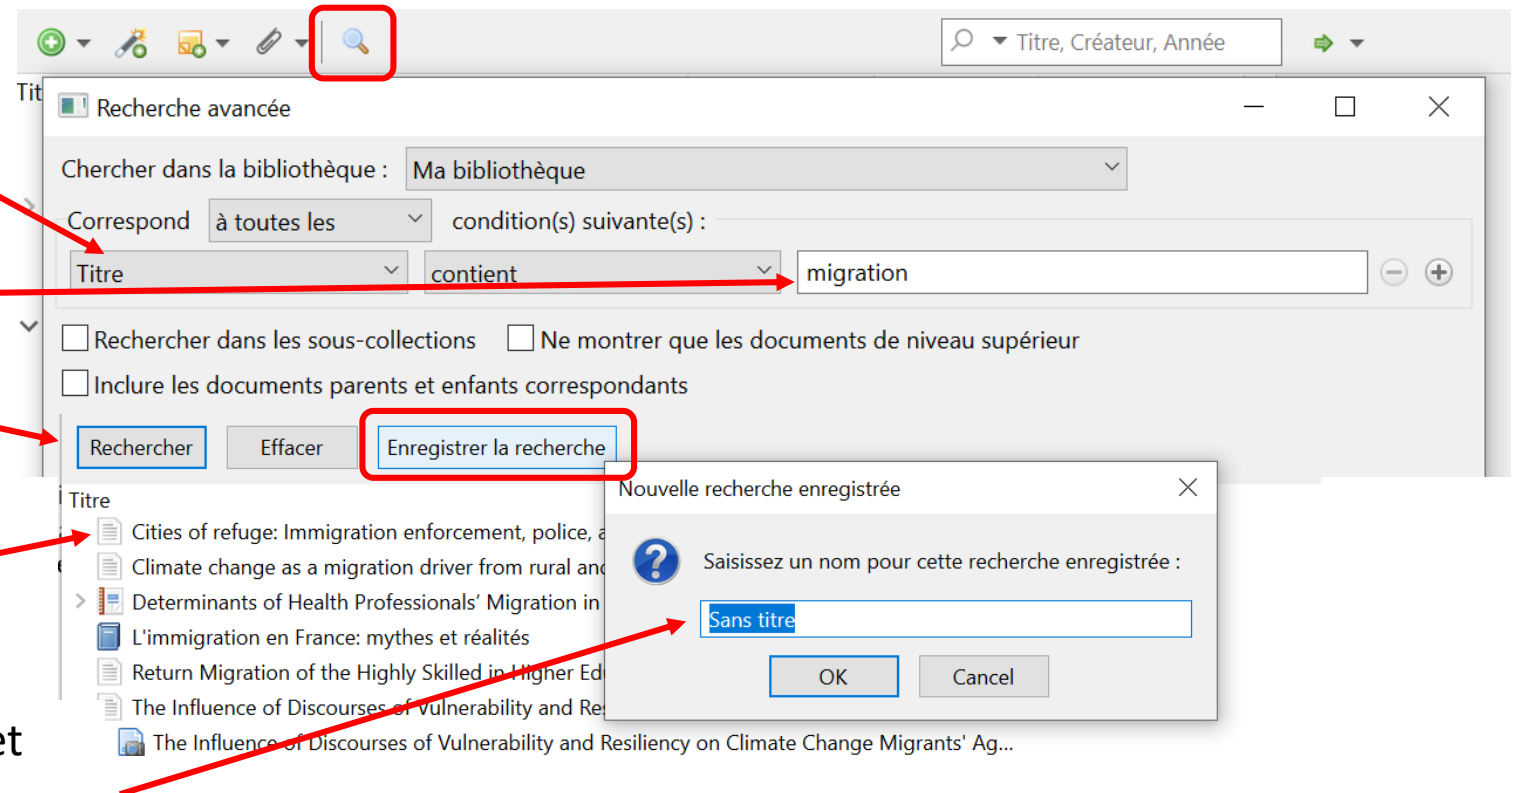 Titre, Créateur, Année
Tit
Recherche avancée
Chercher dans la bibliothèque : Ma bibliothèque
Correspond à toutes les condition(s) suivante(s) :
Titre contient migration
Rechercher dans les sous-collections Ne montrer que les documents de niveau supérieur
Inclure les documents parents et enfants correspondants
Rechercher Effacer Enregistrer la recherche
Titre
Cities of refuge: Immigration enforcement, police, a
Climate change as a migration driver from rural and
Determinants of Health Professionals' Migration in
L'immigration en France: mythes et réalités
Return Migration of the Highly Skilled in Higher Edu
The Influence of Discourses of Vulnerability and Res
The Influence of Discourses of Vulnerability and Resiliency on Climate Change Migrants' Ag...
Nouvelle recherche enregistrée
Saisissez un nom pour cette recherche enregistrée :
Sans titre
OK Cancel
et